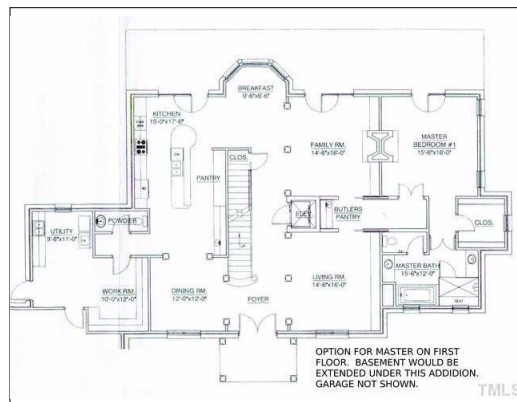 BREAKFAST
9'-6"x8'-6"
KITCHEN
15'-0"x17'-6"
FAMILY RM.
14'-6"x16'-0"
MASTER
BEDROOM #1
15'-6"x16'-0"
CLOS.
PANTRY
ELEV.
BUTLERS
PANTRY
CLOS.
POWDER
UTILITY
9'-6"x11'-0"
MASTER BATH
15'-6"x12'-0"
SEAT
WORK RM.
10'-0"x12'-0"
DINING RM.
12'-0"x12'-0"
LIVING RM.
14'-6"x16'-0"
FOYER
OPTION FOR MASTER ON FIRST
FLOOR. BASEMENT WOULD BE
EXTENDED UNDER THIS ADDIDION.
GARAGE NOT SHOWN.
TMLS